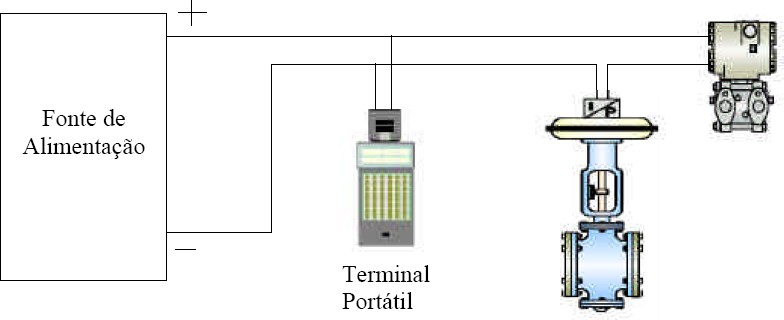 +
Fonte de
Alimentação
–
Terminal
Portátil